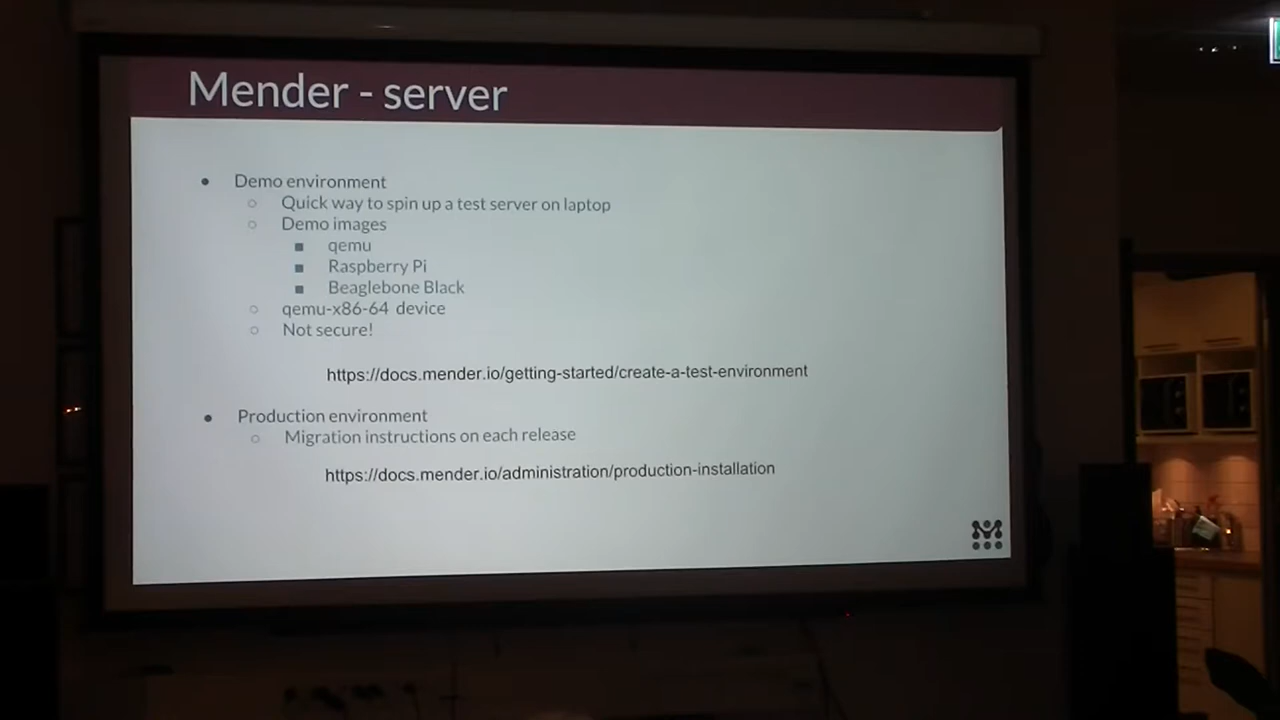 Mender - server
• Demo environment
○ Quick way to spin up a test server on laptop
○ Demo images
■ qemu
■ Raspberry Pi
■ Beaglebone Black
○ qemu-x86-64 device
○ Not secure!
https://docs.mender.io/getting-started/create-a-test-environment
• Production environment
○ Migration instructions on each release
https://docs.mender.io/administration/production-installation